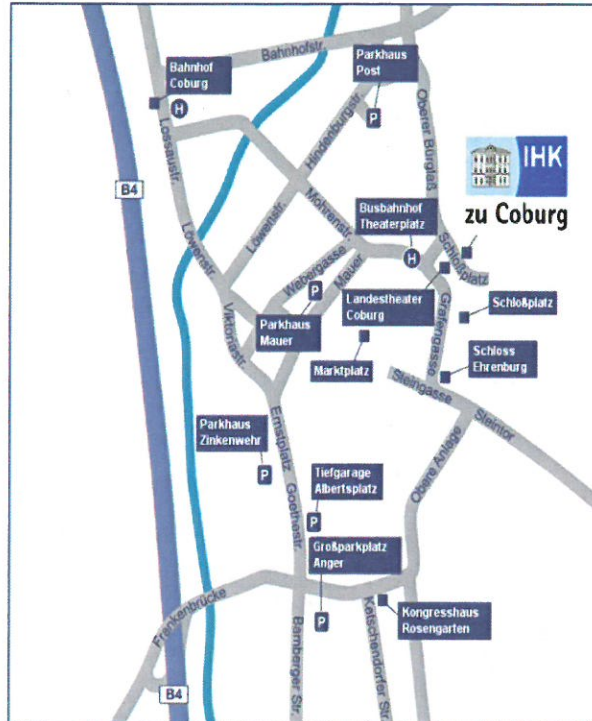 Bahnhofstr.
Bahnhof
Coburg
H
Parkhaus
Post
P
Lossaustr.
Hindenburgstr.
Oberer Bürglaß
IHK
zu Coburg
B4
Mohrenstr.
Busbahnhof
Theaterplatz
H
Löwenstr.
Löwenstr.
Webergasse
Mauer
Schloßplatz
P
Landestheater
Coburg
Grafengasse
Schloßplatz
Viktoriastr.
Parkhaus
Mauer
Marktplatz
Schloss
Ehrenburg
Steingasse
Steintor
Parkhaus
Zinkenwehr
P
Ernstplatz
Tiefgarage
Albertsplatz
P
Goethestr.
Obere Anlage
Großparkplatz
Anger
P
Frankenbrücke
Kongresshaus
Rosengarten
Bamberger Str.
Ketschendorfer Str.
B4